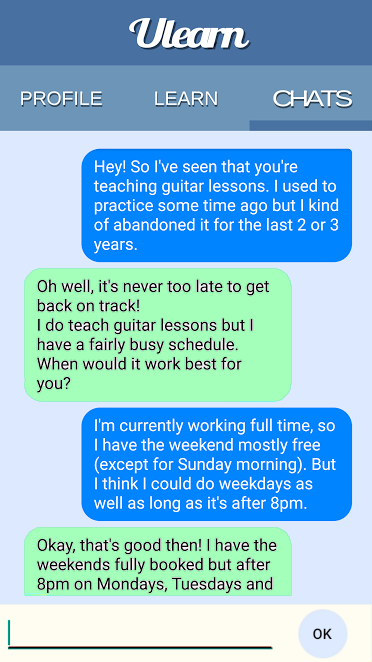 Ulearn
PROFILE LEARN CHATS
Hey! So I've seen that you're
teaching guitar lessons. I used to
practice some time ago but I kind
of abandoned it for the last 2 or 3
years.
Oh well, it's never too late to get
back on track!
I do teach guitar lessons but I
have a fairly busy schedule.
When would it work best for
you?
I'm currently working full time, so
I have the weekend mostly free
(except for Sunday morning). But
I think I could do weekdays as
well as long as it's after 8pm.
Okay, that's good then! I have the
weekends fully booked but after
8pm on Mondays, Tuesdays and
OK